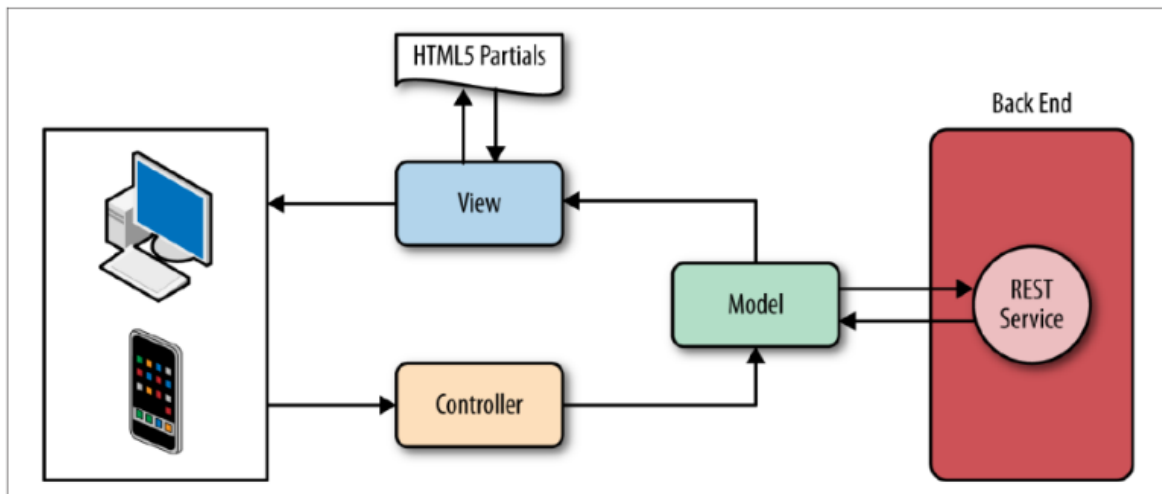 HTML5 Partials
Back End
View
Model
REST
Service
Controller